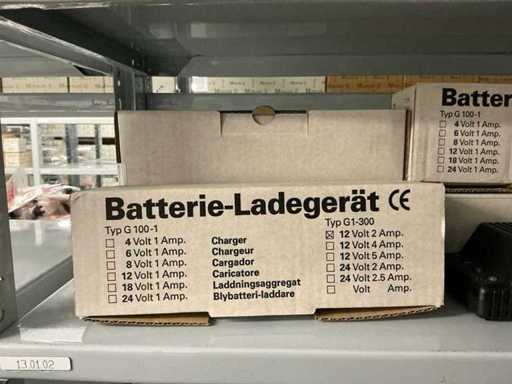 Batterie-Ladegerät CE
Typ G 100-1
4 Volt 1 Amp.
6 Volt 1 Amp.
8 Volt 1 Amp.
12 Volt 1 Amp.
18 Volt 1 Amp.
24 Volt 1 Amp.
Charger
Chargeur
Cargador
Caricatore
Laddningsaggregat
Blybatteri-laddare
Typ G1-300
12 Volt 2 Amp.
12 Volt 4 Amp.
12 Volt 5 Amp.
24 Volt 2 Amp.
24 Volt 2.5 Amp.
Volt Amp.
Batterie
Typ G 100-1
4 Volt 1 Amp.
6 Volt 1 Amp.
8 Volt 1 Amp.
12 Volt 1 Amp.
18 Volt 1 Amp.
24 Volt 1 Amp.
13.01.02